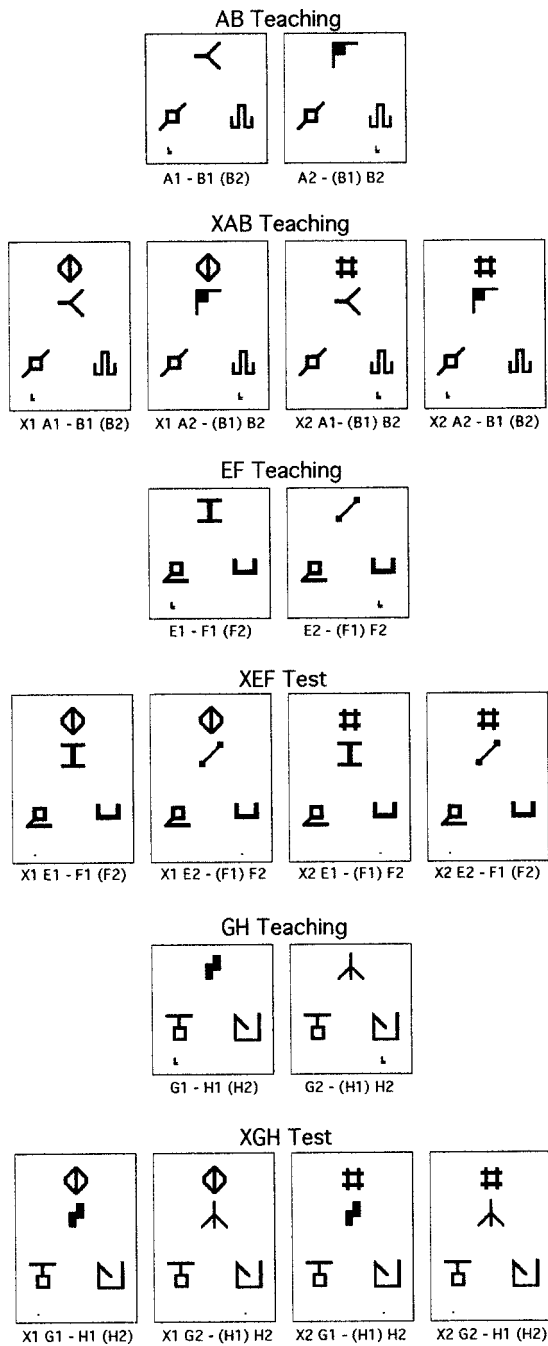 AB Teaching
A1 - B1 (B2) A2 - (B1) B2
XAB Teaching
X1 A1 - B1 (B2) X1 A2 - (B1) B2 X2 A1- (B1) B2 X2 A2 - B1 (B2)
EF Teaching
E1 - F1 (F2) E2 - (F1) F2
XEF Test
X1 E1 - F1 (F2) X1 E2 - (F1) F2 X2 E1 - (F1) F2 X2 E2 - F1 (F2)
GH Teaching
G1 - H1 (H2) G2 - (H1) H2
XGH Test
X1 G1 - H1 (H2) X1 G2 - (H1) H2 X2 G1 - (H1) H2 X2 G2 - H1 (H2)